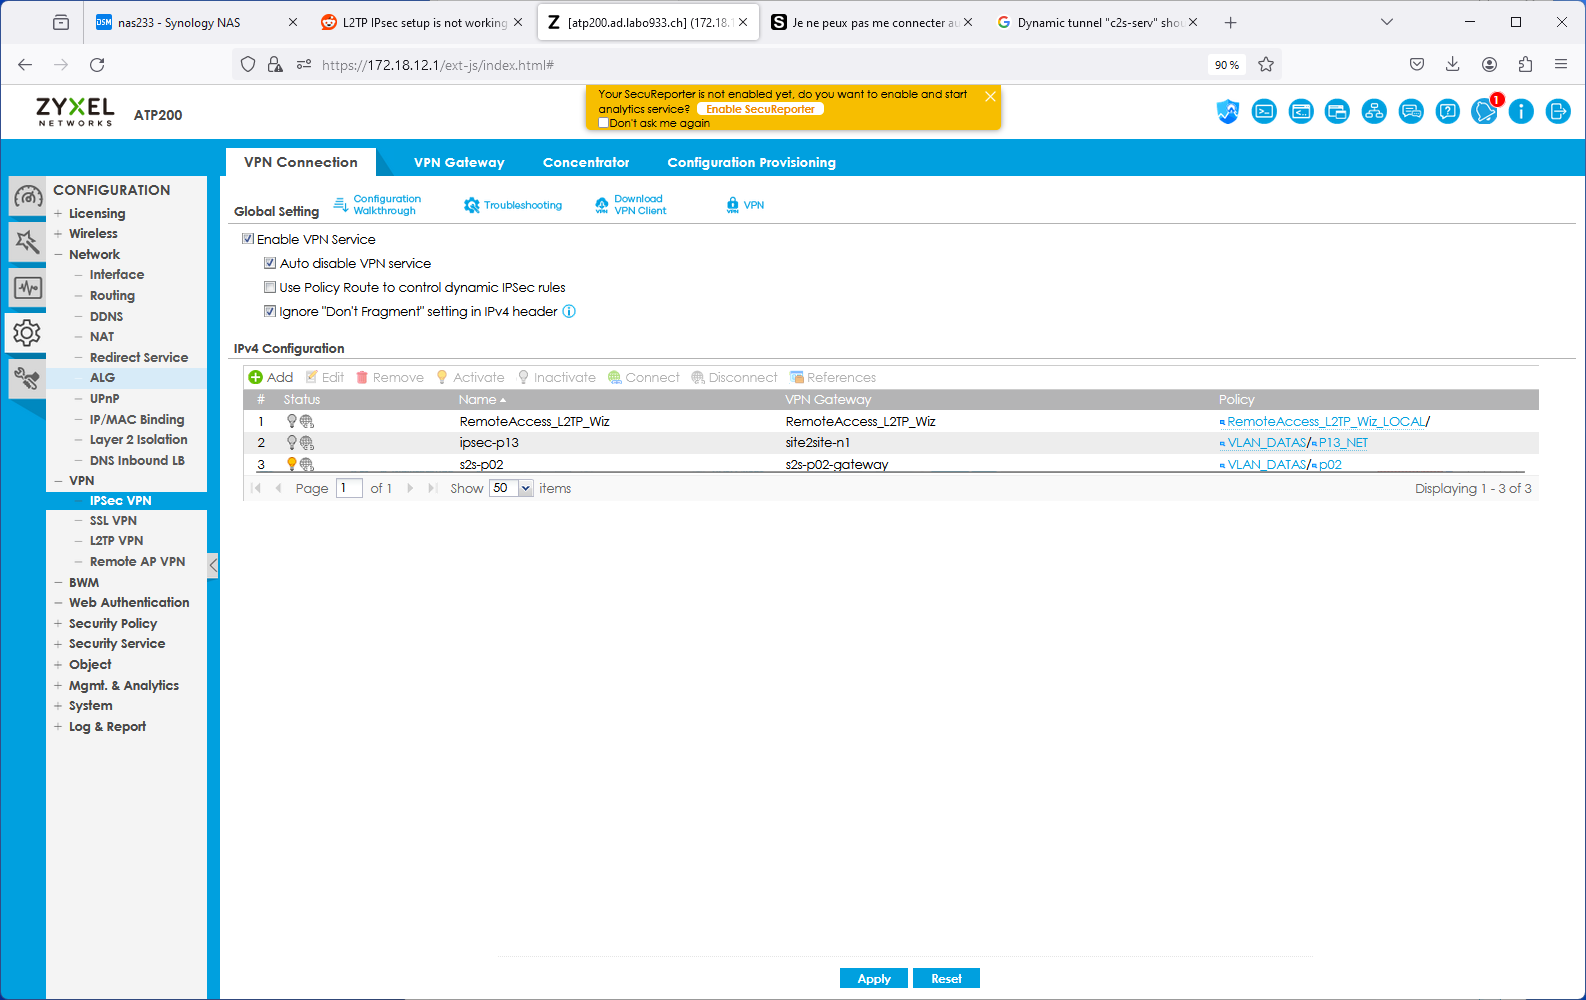 nas233 - Synology NAS
L2TP IPsec setup is not working
[atp200.ad.labo933.ch] (172.18.1
Je ne peux pas me connecter au
Dynamic tunnel "c2s-serv" shou
https://172.18.12.1/ext-js/index.html#
90 %
ZYXEL
NETWORKS
ATP200
Your SecuReporter is not enabled yet, do you want to enable and start
analytics service? Enable SecuReporter
Don't ask me again
1
VPN Connection
VPN Gateway
Concentrator
Configuration Provisioning
CONFIGURATION
+ Licensing
+ Wireless
− Network
− Interface
− Routing
− DDNS
− NAT
− Redirect Service
ALG
− UPnP
− IP/MAC Binding
− Layer 2 Isolation
− DNS Inbound LB
− VPN
IPSec VPN
− SSL VPN
− L2TP VPN
− Remote AP VPN
− BWM
− Web Authentication
+ Security Policy
+ Security Service
+ Object
+ Mgmt. & Analytics
+ System
+ Log & Report
Global Setting
Configuration
Walkthrough
Troubleshooting
Download
VPN Client
VPN
Enable VPN Service
Auto disable VPN service
Use Policy Route to control dynamic IPSec rules
Ignore "Don't Fragment" setting in IPv4 header
IPv4 Configuration
Add Edit Remove Activate Inactivate Connect Disconnect References
# Status Name VPN Gateway Policy
1 RemoteAccess_L2TP_Wiz RemoteAccess_L2TP_Wiz RemoteAccess_L2TP_Wiz_LOCAL/
2 ipsec-p13 site2site-n1 VLAN_DATAS/P13_NET
3 s2s-p02 s2s-p02-gateway VLAN_DATAS/p02
Page 1 of 1 Show 50 items
Displaying 1 - 3 of 3
Apply
Reset